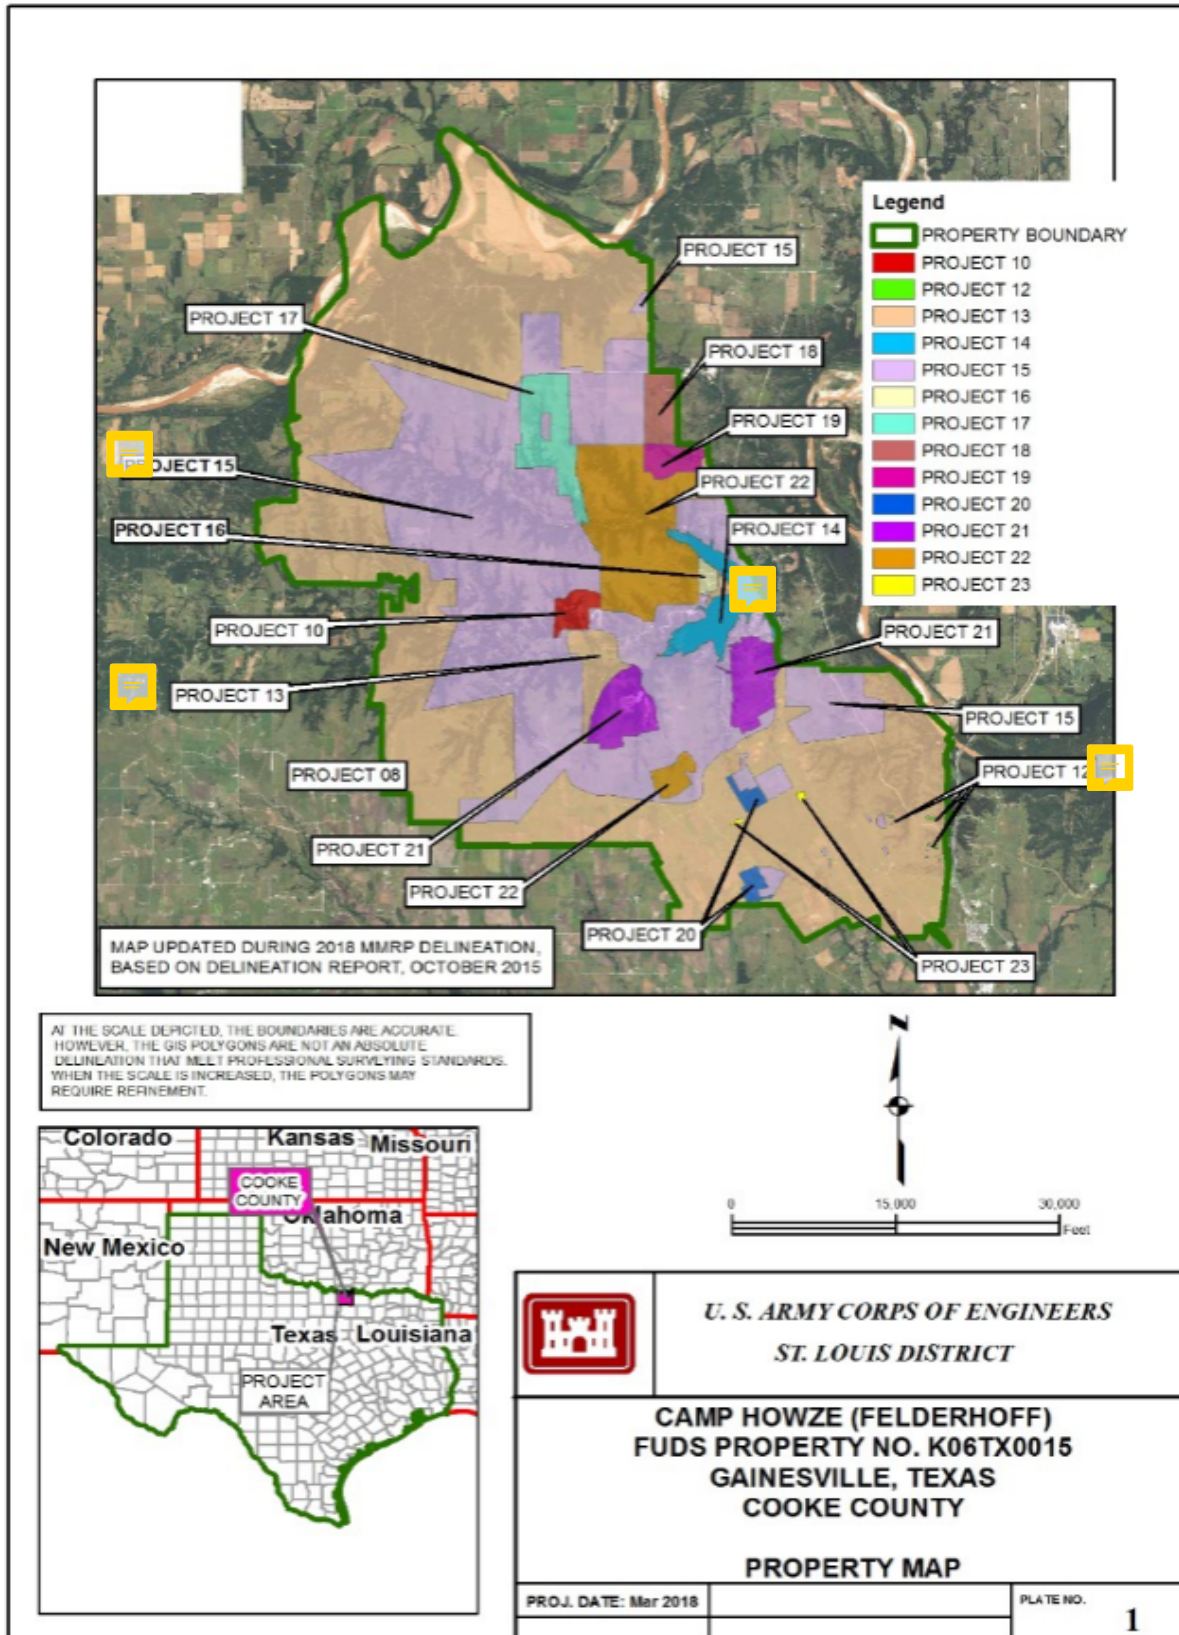 Legend
PROPERTY BOUNDARY
PROJECT 10
PROJECT 12
PROJECT 13
PROJECT 14
PROJECT 15
PROJECT 16
PROJECT 17
PROJECT 18
PROJECT 19
PROJECT 20
PROJECT 21
PROJECT 22
PROJECT 23
PROJECT 15
PROJECT 17
PROJECT 18
PROJECT 19
PROJECT 15
PROJECT 22
PROJECT 16
PROJECT 14
PROJECT 10
PROJECT 21
PROJECT 13
PROJECT 15
PROJECT 08
PROJECT 12
PROJECT 21
PROJECT 22
PROJECT 20
PROJECT 23
MAP UPDATED DURING 2018 MMRP DELINEATION,
BASED ON DELINEATION REPORT, OCTOBER 2015
AT THE SCALE DEPICTED, THE BOUNDARIES ARE ACCURATE.
HOWEVER, THE GIS POLYGONS ARE NOT AN ABSOLUTE
DELINEATION THAT MEET PROFESSIONAL SURVEYING STANDARDS.
WHEN THE SCALE IS INCREASED, THE POLYGONS MAY
REQUIRE REFINEMENT.
Colorado
Kansas
Missouri
COOKE
COUNTY
Oklahoma
New Mexico
Texas
Louisiana
PROJECT
AREA
N
0 15,000 30,000
Feet
U. S. ARMY CORPS OF ENGINEERS
ST. LOUIS DISTRICT
CAMP HOWZE (FELDERHOFF)
FUDS PROPERTY NO. K06TX0015
GAINESVILLE, TEXAS
COOKE COUNTY
PROPERTY MAP
PROJ. DATE: Mar 2018
PLATE NO.
1